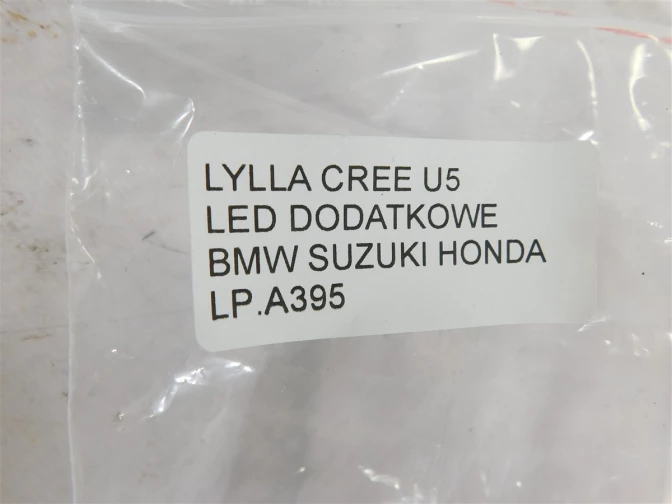 LYLLA CREE U5
LED DODATKOWE
BMW SUZUKI HONDA
LP.A395